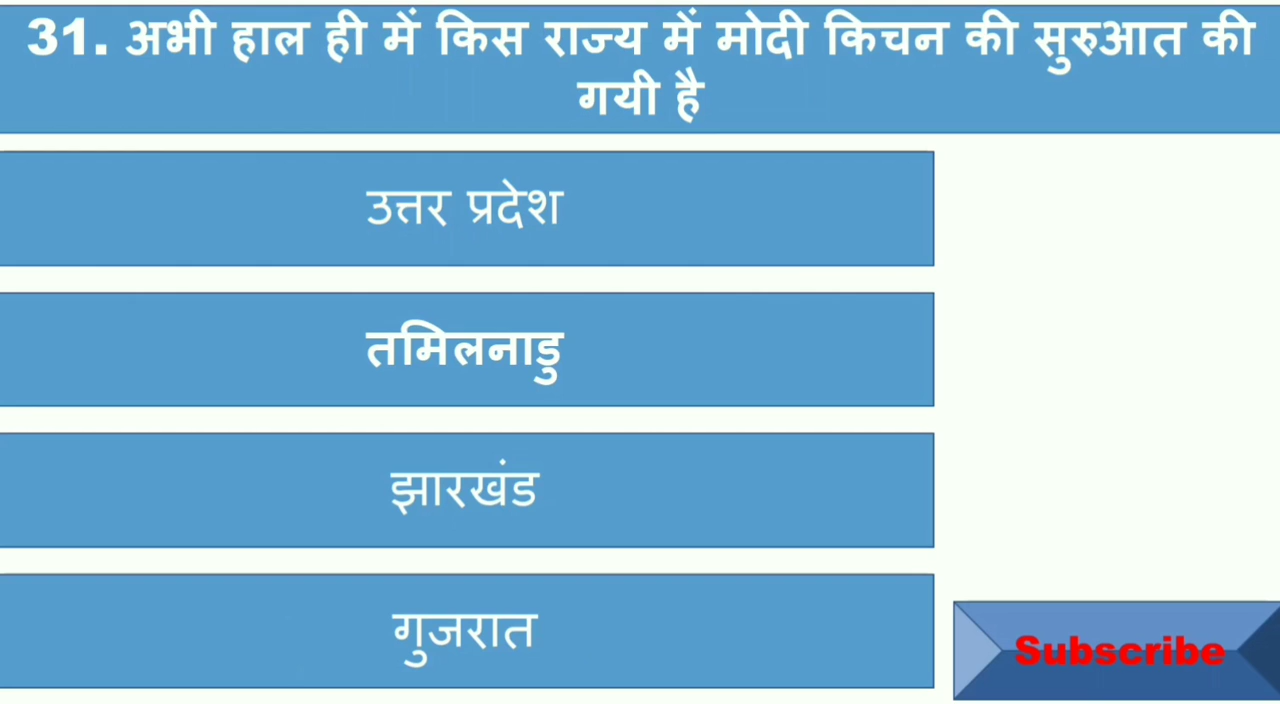 31. अभी हाल ही में किस राज्य में मोदी किचन की सुरुआत की
गयी है
उत्तर प्रदेश
तमिलनाडु
झारखंड
गुजरात
Subscribe